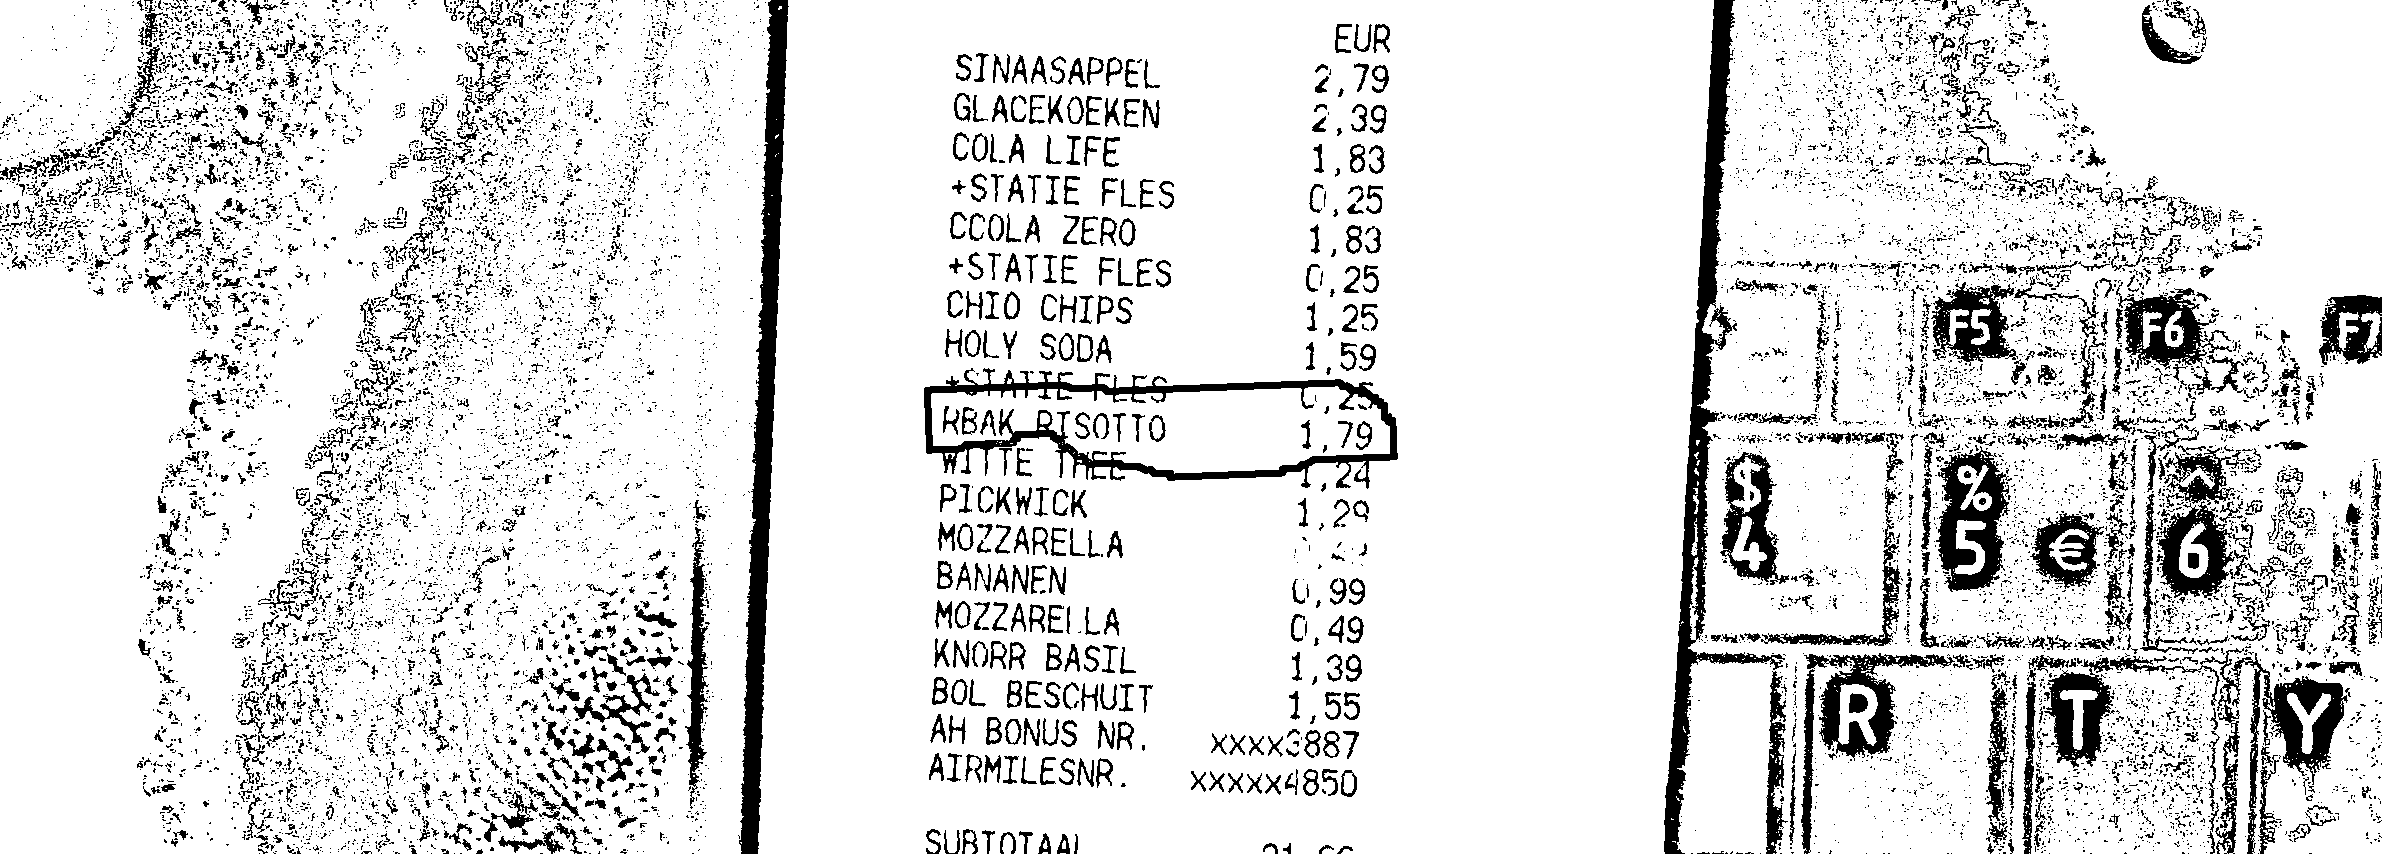 EUR
SINAASAPPEL 2,79
GLACEKOEKEN 2,39
COLA LIFE 1,83
+STATIE FLES 0,25
CCOLA ZERO 1,83
+STATIE FLES 0,25
CHIO CHIPS 1,25
HOLY SODA 1,59
+STATIE FLES 0,25
RBAK RISOTTO 1,79
WITTE THEE 1,24
PICKWICK 1,29
MOZZARELLA
BANANEN 0,99
MOZZARELLA 0,49
KNORR BASIL 1,39
BOL BESCHUIT 1,55
AH BONUS NR. xxxx3887
AIRMILESNR. xxxxx4850
SUBTOTAAL
F5 F6 F7
$ % ^
4 5 € 6
R T Y